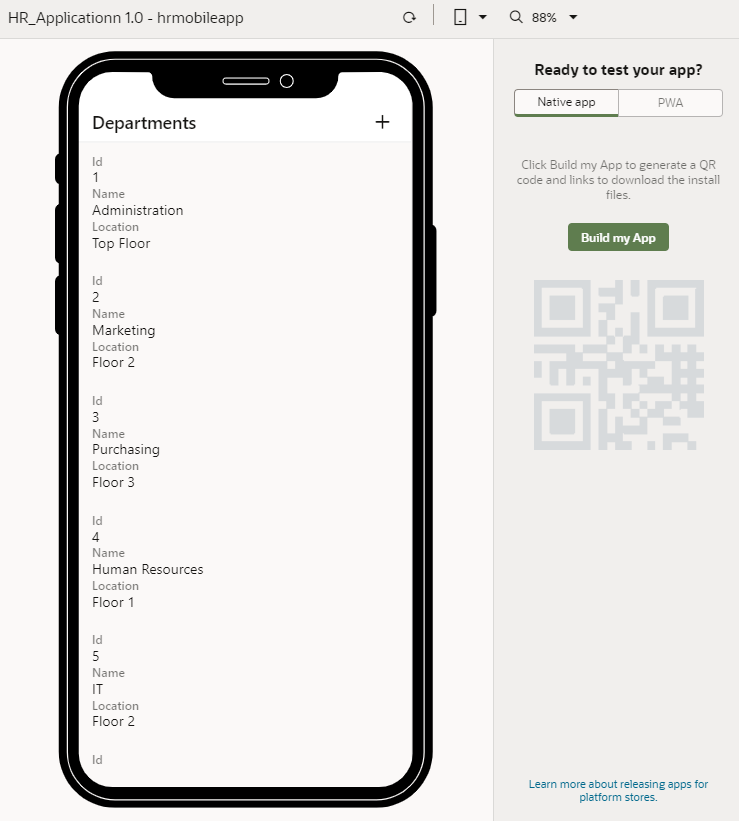 HR_Applicationn 1.0 - hrmobileapp
88%
Departments
Id
1
Name
Administration
Location
Top Floor
Id
2
Name
Marketing
Location
Floor 2
Id
3
Name
Purchasing
Location
Floor 3
Id
4
Name
Human Resources
Location
Floor 1
Id
5
Name
IT
Location
Floor 2
Id
Ready to test your app?
Native app
PWA
Click Build my App to generate a QR
code and links to download the install
files.
Build my App
Learn more about releasing apps for
platform stores.